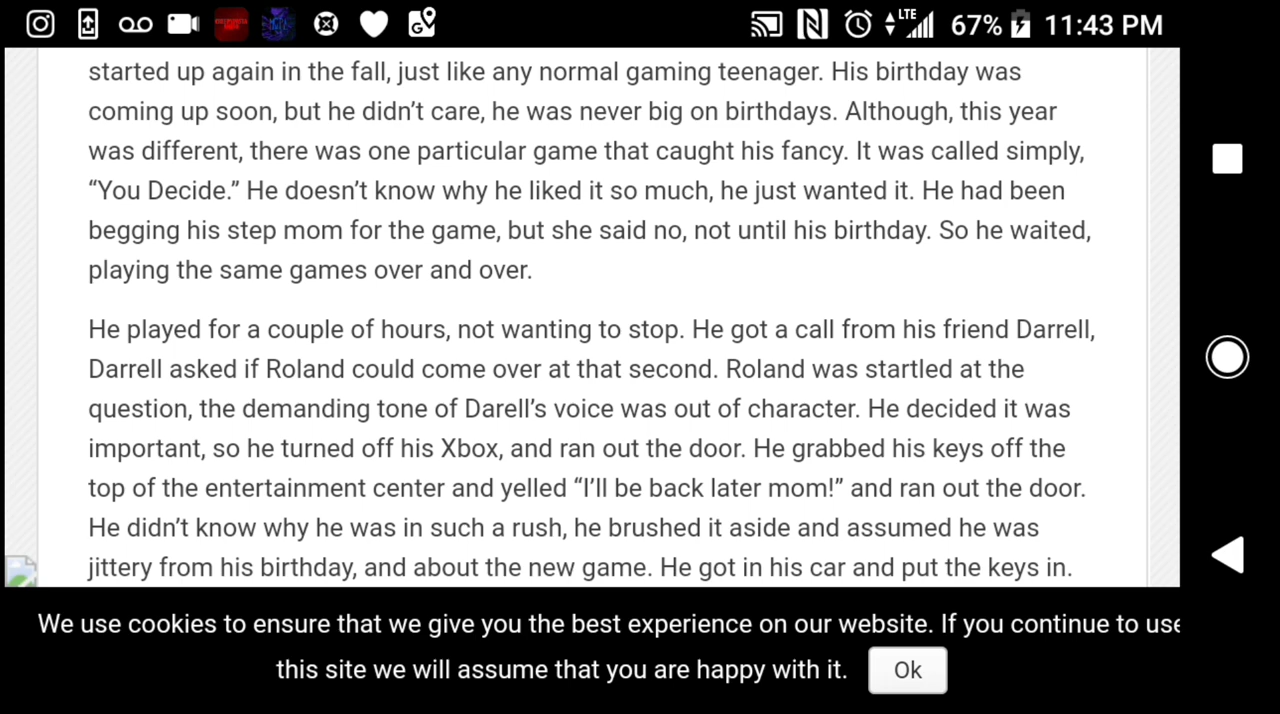 LTE
67%
11:43 PM
started up again in the fall, just like any normal gaming teenager. His birthday was
coming up soon, but he didn’t care, he was never big on birthdays. Although, this year
was different, there was one particular game that caught his fancy. It was called simply,
“You Decide.” He doesn’t know why he liked it so much, he just wanted it. He had been
begging his step mom for the game, but she said no, not until his birthday. So he waited,
playing the same games over and over.
He played for a couple of hours, not wanting to stop. He got a call from his friend Darrell,
Darrell asked if Roland could come over at that second. Roland was startled at the
question, the demanding tone of Darell’s voice was out of character. He decided it was
important, so he turned off his Xbox, and ran out the door. He grabbed his keys off the
top of the entertainment center and yelled “I’ll be back later mom!” and ran out the door.
He didn’t know why he was in such a rush, he brushed it aside and assumed he was
jittery from his birthday, and about the new game. He got in his car and put the keys in.
We use cookies to ensure that we give you the best experience on our website. If you continue to use
this site we will assume that you are happy with it.
Ok